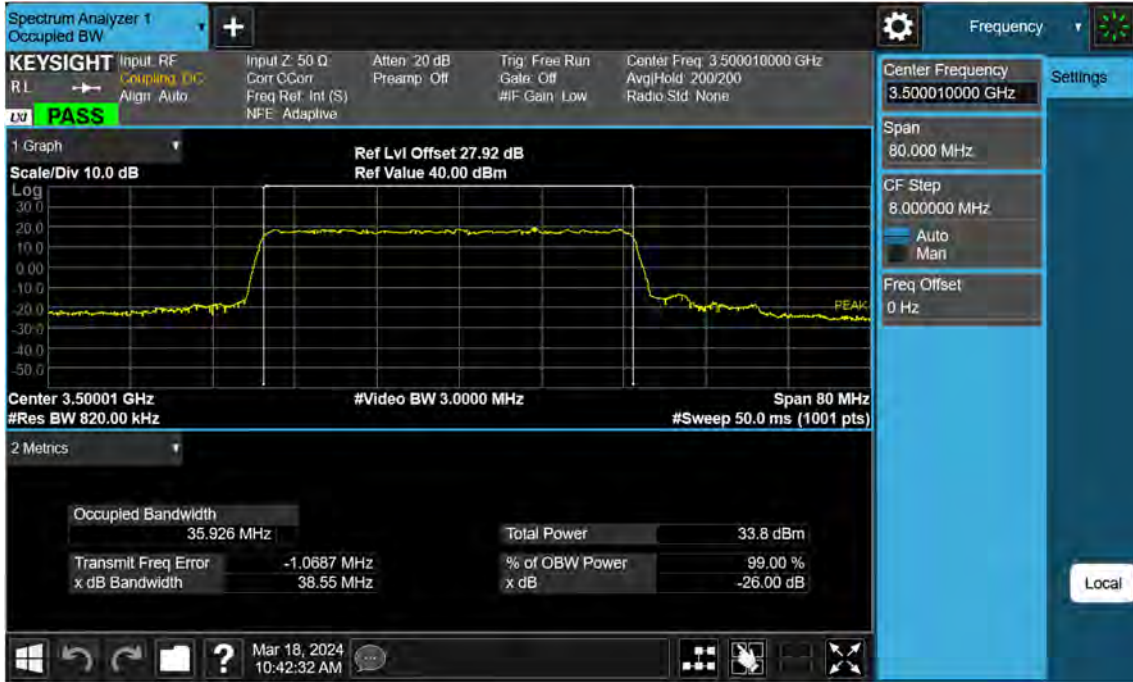 Spectrum Analyzer 1
Occupied BW
+
Frequency
KEYSIGHT
Input: RF
Coupling: DC
Align: Auto
RL
LXI
PASS
Input Z: 50 Ω
Corr CCorr
Freq Ref: Int (S)
NFE: Adaptive
Atten: 20 dB
Preamp: Off
Trig: Free Run
Gate: Off
#IF Gain: Low
Center Freq: 3.500010000 GHz
Avg|Hold: 200/200
Radio Std: None
Center Frequency
3.500010000 GHz
Settings
Span
80.000 MHz
CF Step
8.000000 MHz
Auto
Man
Freq Offset
0 Hz
1 Graph
Scale/Div 10.0 dB
Ref Lvl Offset 27.92 dB
Ref Value 40.00 dBm
Log
30.0
20.0
10.0
0.00
-10.0
-20.0
-30.0
-40.0
-50.0
PEAK
Center 3.50001 GHz
#Res BW 820.00 kHz
#Video BW 3.0000 MHz
Span 80 MHz
#Sweep 50.0 ms (1001 pts)
2 Metrics
Occupied Bandwidth
35.926 MHz
Total Power 33.8 dBm
Transmit Freq Error -1.0687 MHz
% of OBW Power 99.00 %
x dB Bandwidth 38.55 MHz
x dB -26.00 dB
Local
?
Mar 18, 2024
10:42:32 AM